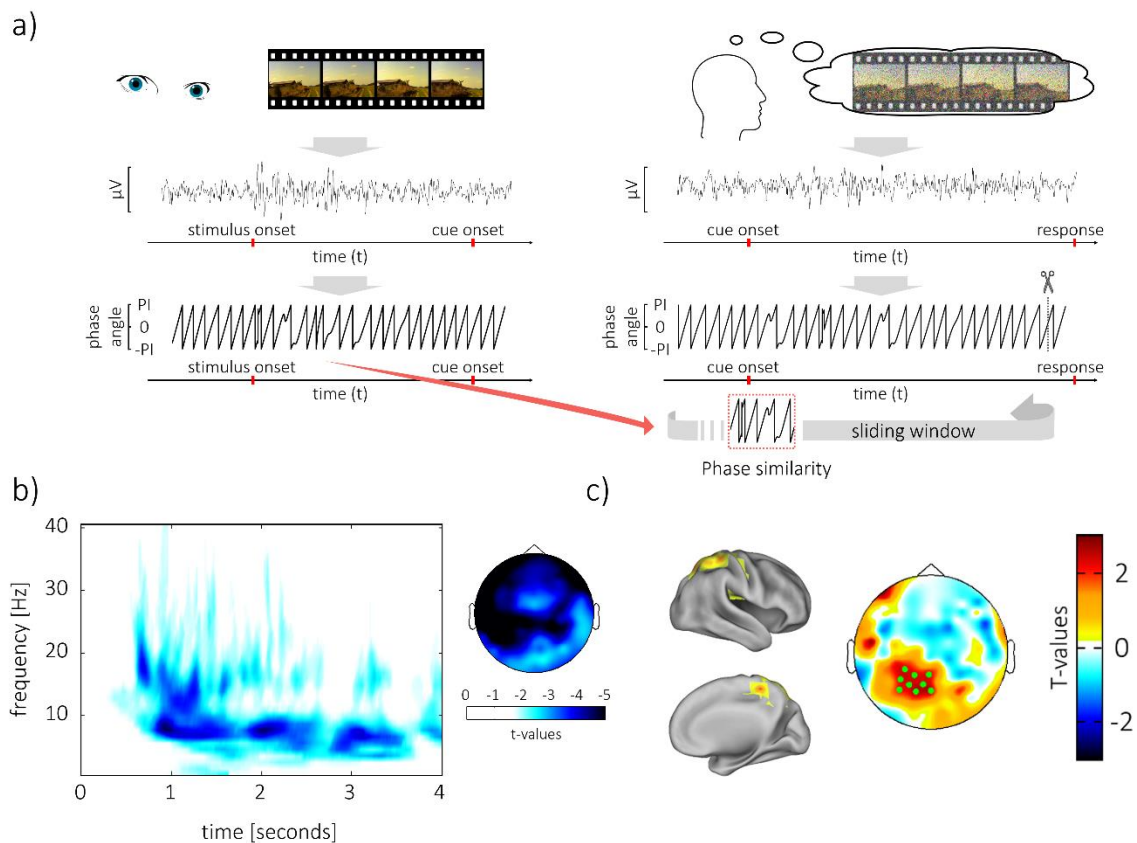 a)
μV
μV
stimulus onset
cue onset
time (t)
cue onset
response
time (t)
phase
angle
PI
0
-PI
stimulus onset
cue onset
time (t)
phase
angle
PI
0
-PI
cue onset
response
time (t)
sliding window
Phase similarity
b)
frequency [Hz]
40
30
20
10
0
1
2
3
4
time [seconds]
0
-1
-2
-3
-4
-5
t-values
c)
2
0
-2
T-values